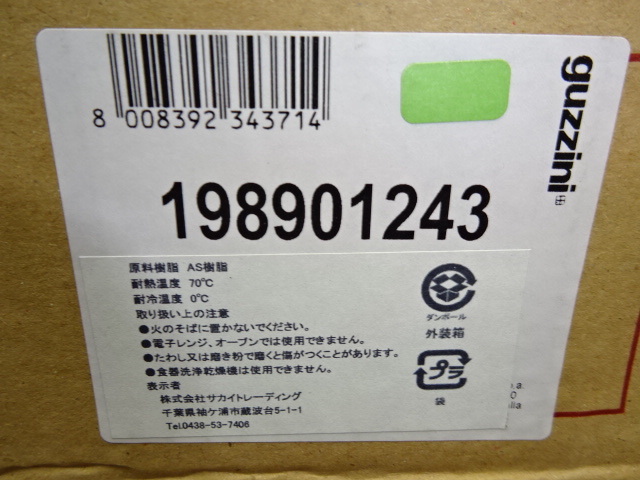 8 008392 343714
guzzini
198901243
原料樹脂 AS樹脂
耐熱温度 70℃
耐冷温度 0℃
取り扱い上の注意
●火のそばに置かないでください。
●電子レンジ、オーブンでは使用できません。
●たわし又は磨き粉で磨くと傷がつくことがあります。
●食器洗浄乾燥機は使用できません。
表示者
株式会社サカイトレーディング
千葉県袖ケ浦市蔵波台5-1-1
Tel.0438-53-7406
ダンボール
外装箱
プラ
袋